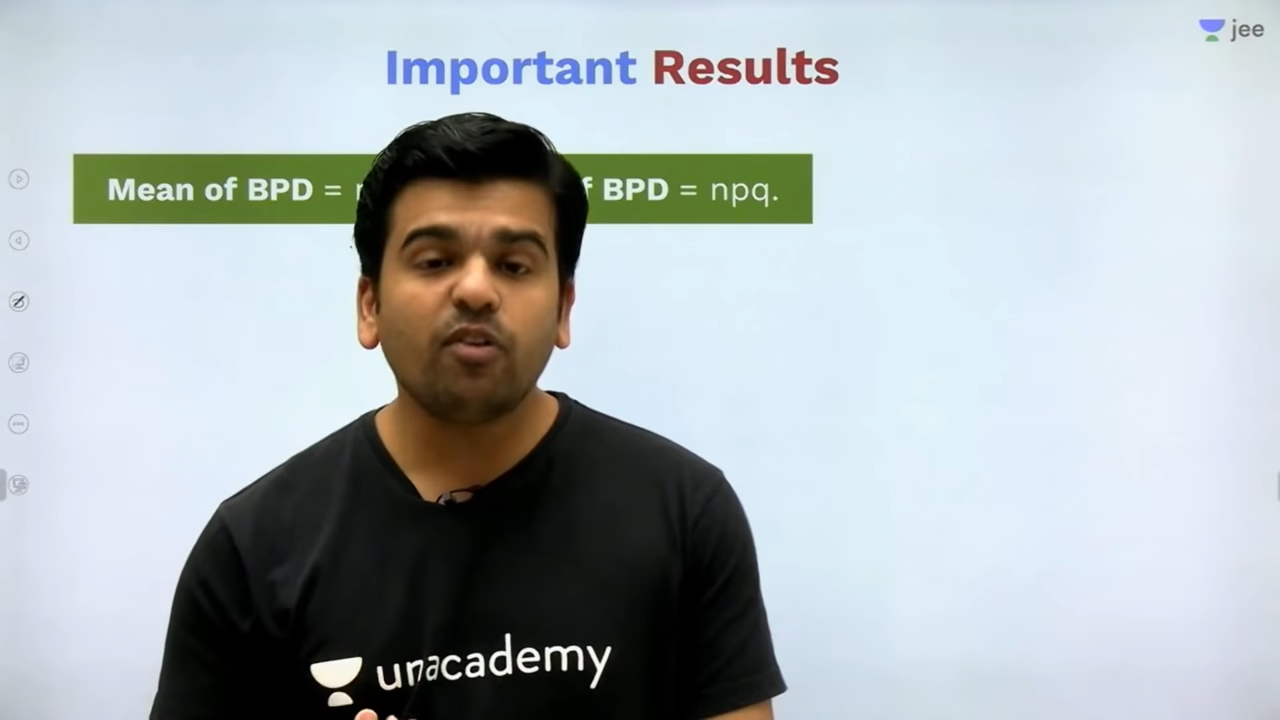 jee
Important Results
Mean of BPD = f BPD = npq.
unacademy